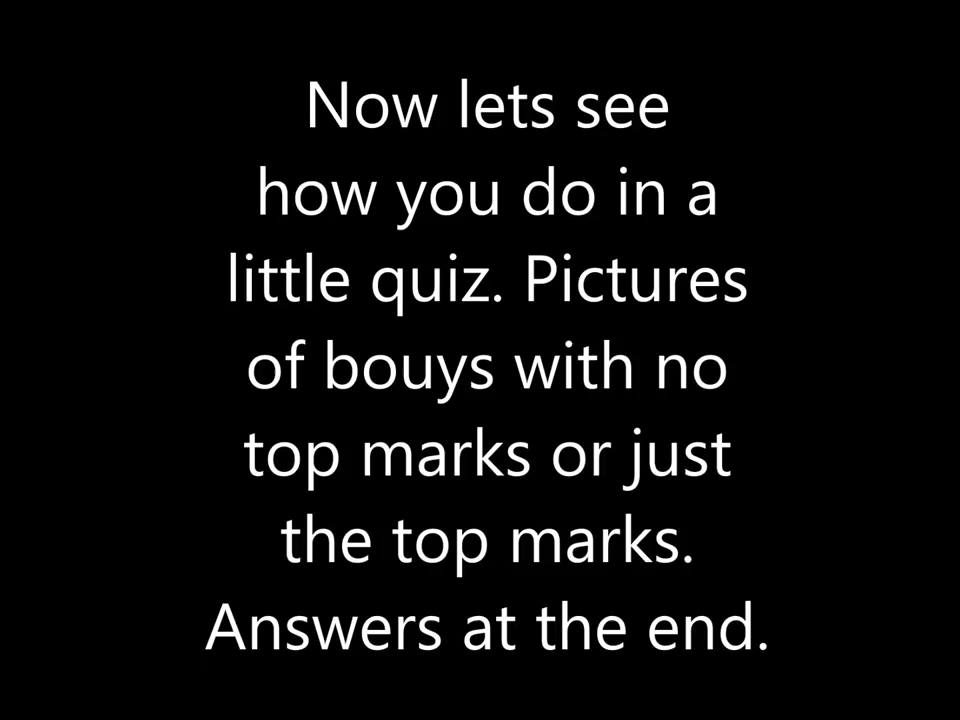 Now lets see
how you do in a
little quiz. Pictures
of bouys with no
top marks or just
the top marks.
Answers at the end.